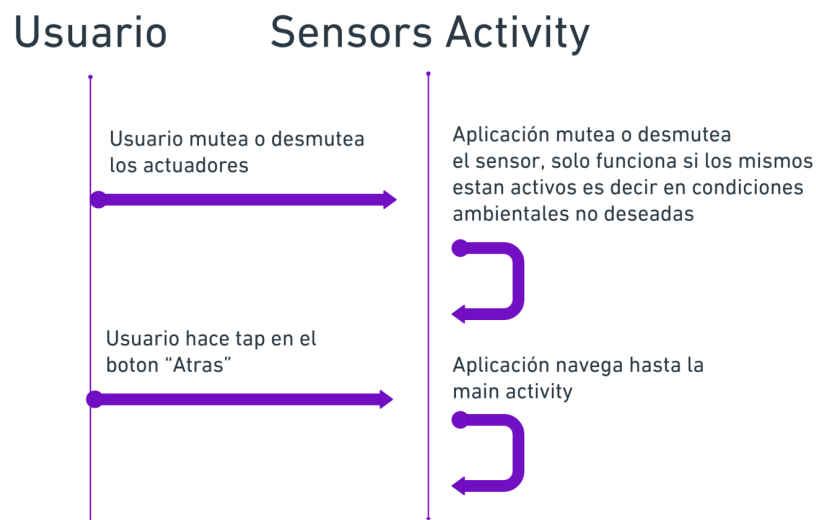 Usuario
Sensors Activity
Usuario mutea o desmutea
los actuadores
Aplicación mutea o desmutea
el sensor, solo funciona si los mismos
estan activos es decir en condiciones
ambientales no deseadas
Usuario hace tap en el
boton “Atras”
Aplicación navega hasta la
main activity